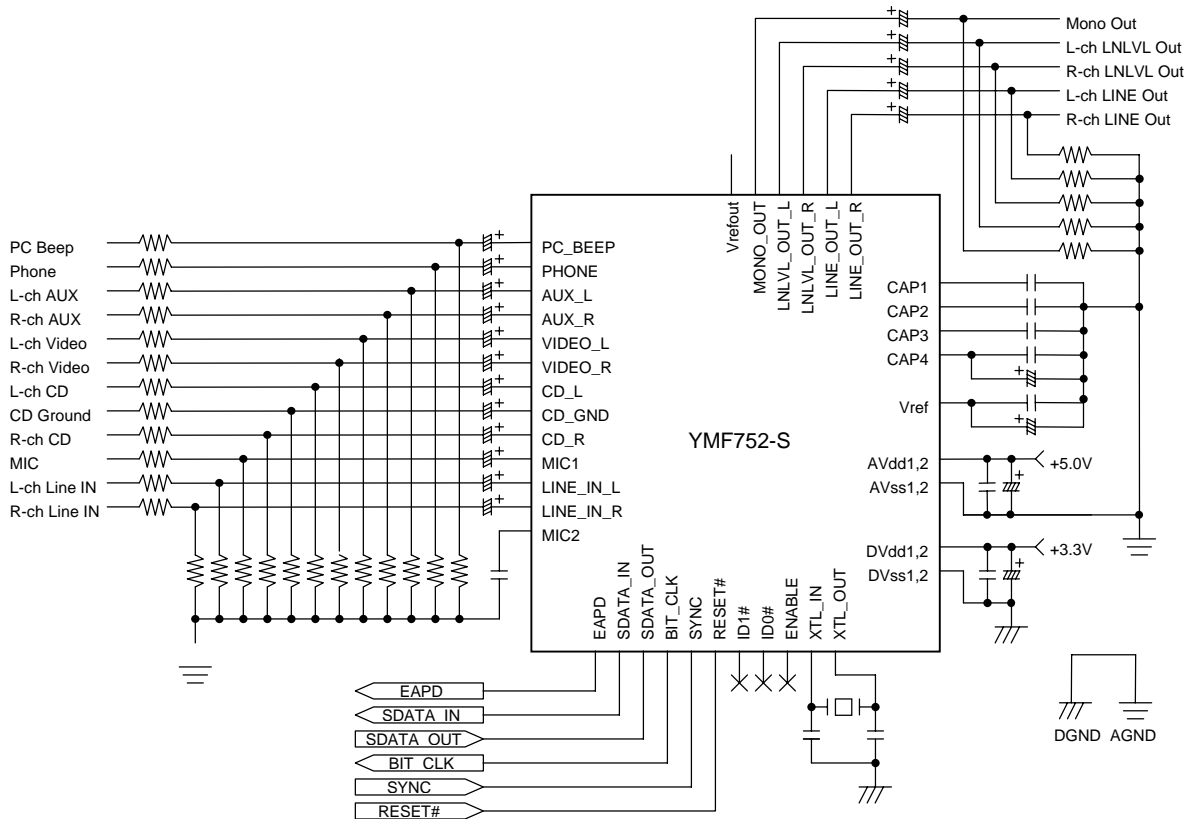 Mono Out
L-ch LNLVL Out
R-ch LNLVL Out
L-ch LINE Out
R-ch LINE Out
+
+
+
+
+
Vrefout
MONO_OUT
LNLVL_OUT_L
LNLVL_OUT_R
LINE_OUT_L
LINE_OUT_R
PC Beep
Phone
L-ch AUX
R-ch AUX
L-ch Video
R-ch Video
L-ch CD
CD Ground
R-ch CD
MIC
L-ch Line IN
R-ch Line IN
+
+
+
+
+
+
+
+
+
+
+
+
PC_BEEP
PHONE
AUX_L
AUX_R
VIDEO_L
VIDEO_R
CD_L
CD_GND
CD_R
MIC1
LINE_IN_L
LINE_IN_R
MIC2
YMF752-S
CAP1
CAP2
CAP3
CAP4
+
Vref
+
AVdd1,2
+5.0V
+
AVss1,2
DVdd1,2
+3.3V
+
DVss1,2
EAPD
SDATA_IN
SDATA_OUT
BIT_CLK
SYNC
RESET#
ID1#
ID0#
ENABLE
XTL_IN
XTL_OUT
EAPD
SDATA_IN
SDATA_OUT
BIT_CLK
SYNC
RESET#
DGND AGND